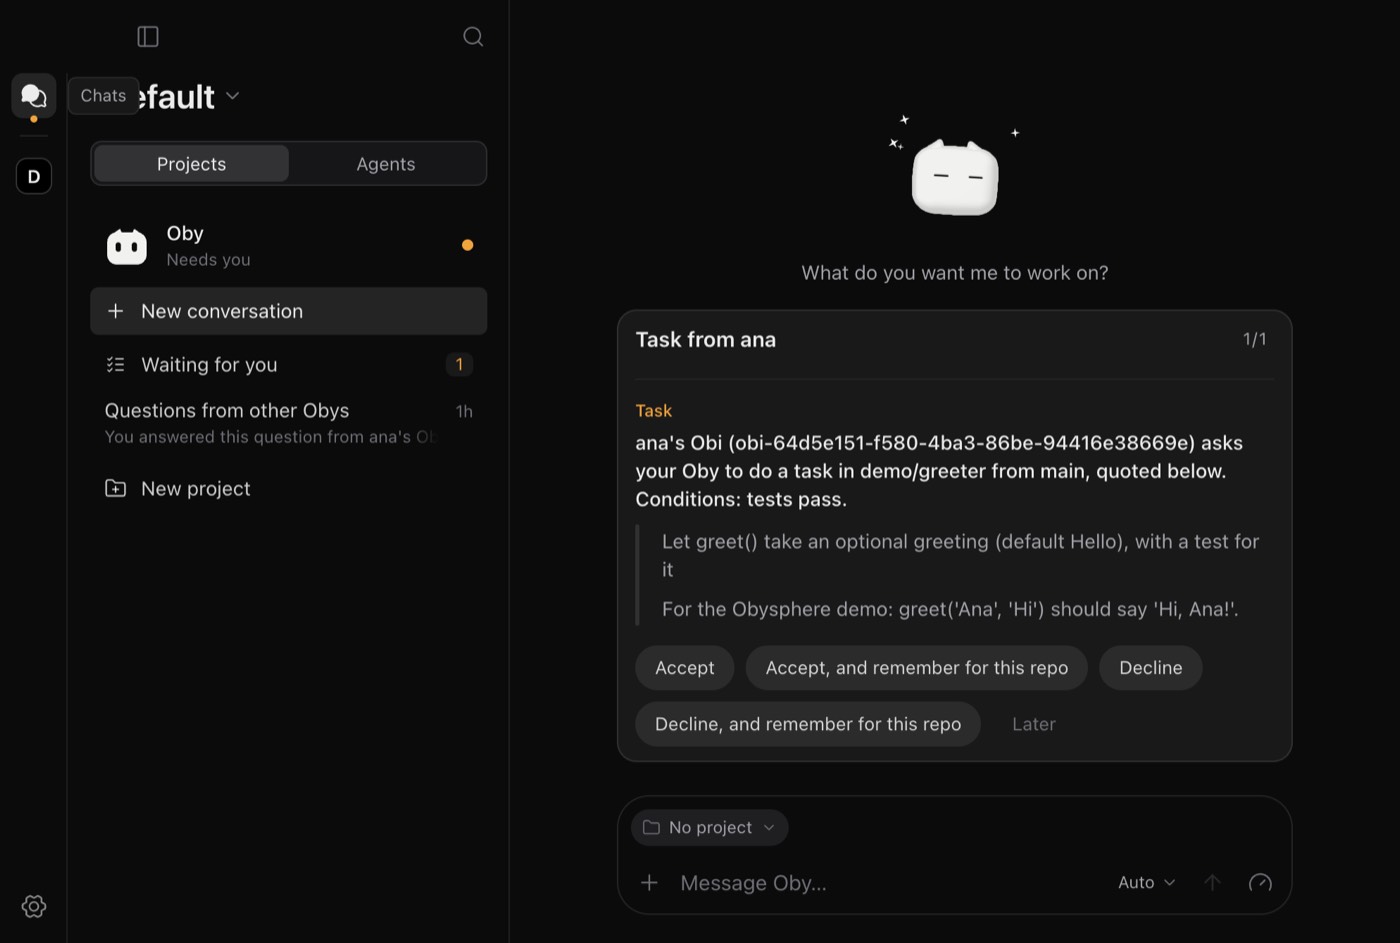 Chats
efault
D
Projects
Agents
Oby
Needs you
New conversation
Waiting for you
1
Questions from other Obys
1h
You answered this question from ana's Ob
New project
What do you want me to work on?
Task from ana
1/1
Task
ana's Obi (obi-64d5e151-f580-4ba3-86be-94416e38669e) asks
your Oby to do a task in demo/greeter from main, quoted below.
Conditions: tests pass.
Let greet() take an optional greeting (default Hello), with a test for
it
For the Obysphere demo: greet('Ana', 'Hi') should say 'Hi, Ana!'.
Accept
Accept, and remember for this repo
Decline
Decline, and remember for this repo
Later
No project
Message Oby...
Auto